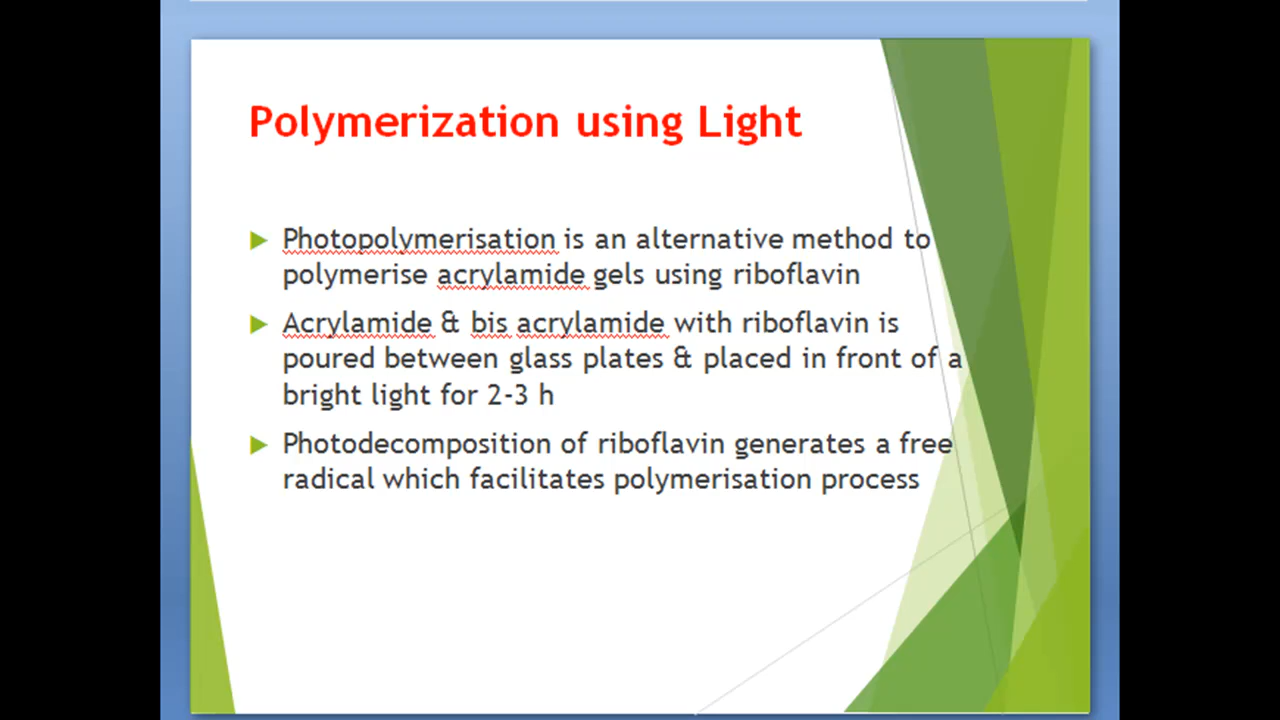 Polymerization using Light
Photopolymerisation is an alternative method to
polymerise acrylamide gels using riboflavin
Acrylamide & bis acrylamide with riboflavin is
poured between glass plates & placed in front of a
bright light for 2-3 h
Photodecomposition of riboflavin generates a free
radical which facilitates polymerisation process